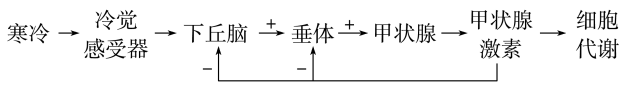 寒冷 → 冷觉感受器 → 下丘脑 + → 垂体 + → 甲状腺 → 甲状腺激素 → 细胞代谢
− −